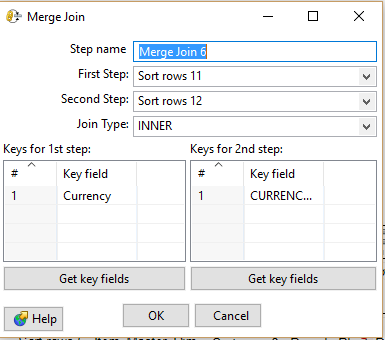 Merge Join
Step name Merge Join 6
First Step: Sort rows 11
Second Step: Sort rows 12
Join Type: INNER
Keys for 1st step: Keys for 2nd step:
# Key field # Key field
1 Currency 1 CURRENC...
Get key fields Get key fields
Help OK Cancel